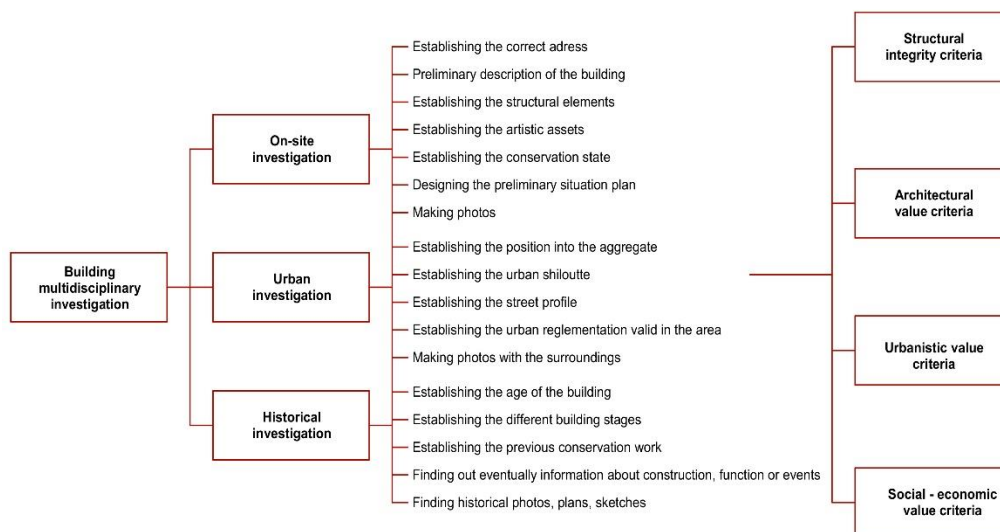 Building
multidisciplinary
investigation
On-site
investigation
Urban
investigation
Historical
investigation
Establishing the correct adress
Preliminary description of the building
Establishing the structural elements
Establishing the artistic assets
Establishing the conservation state
Designing the preliminary situation plan
Making photos
Establishing the position into the aggregate
Establishing the urban shiloutte
Establishing the street profile
Establishing the urban reglementation valid in the area
Making photos with the surroundings
Establishing the age of the building
Establishing the different building stages
Establishing the previous conservation work
Finding out eventually information about construction, function or events
Finding historical photos, plans, sketches
Structural
integrity criteria
Architectural
value criteria
Urbanistic value
criteria
Social - economic
value criteria